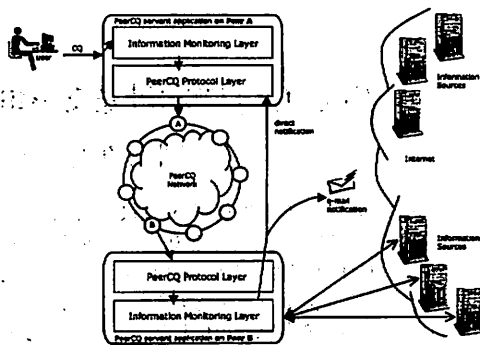 PeerCQ servent application on Peer A
User
CQ
Information Monitoring Layer
PeerCQ Protocol Layer
Information
Sources
A
direct
notification
Internet
PeerCQ
Network
e-mail
notification
B
Information
Sources
PeerCQ Protocol Layer
Information Monitoring Layer
PeerCQ servent application on Peer B